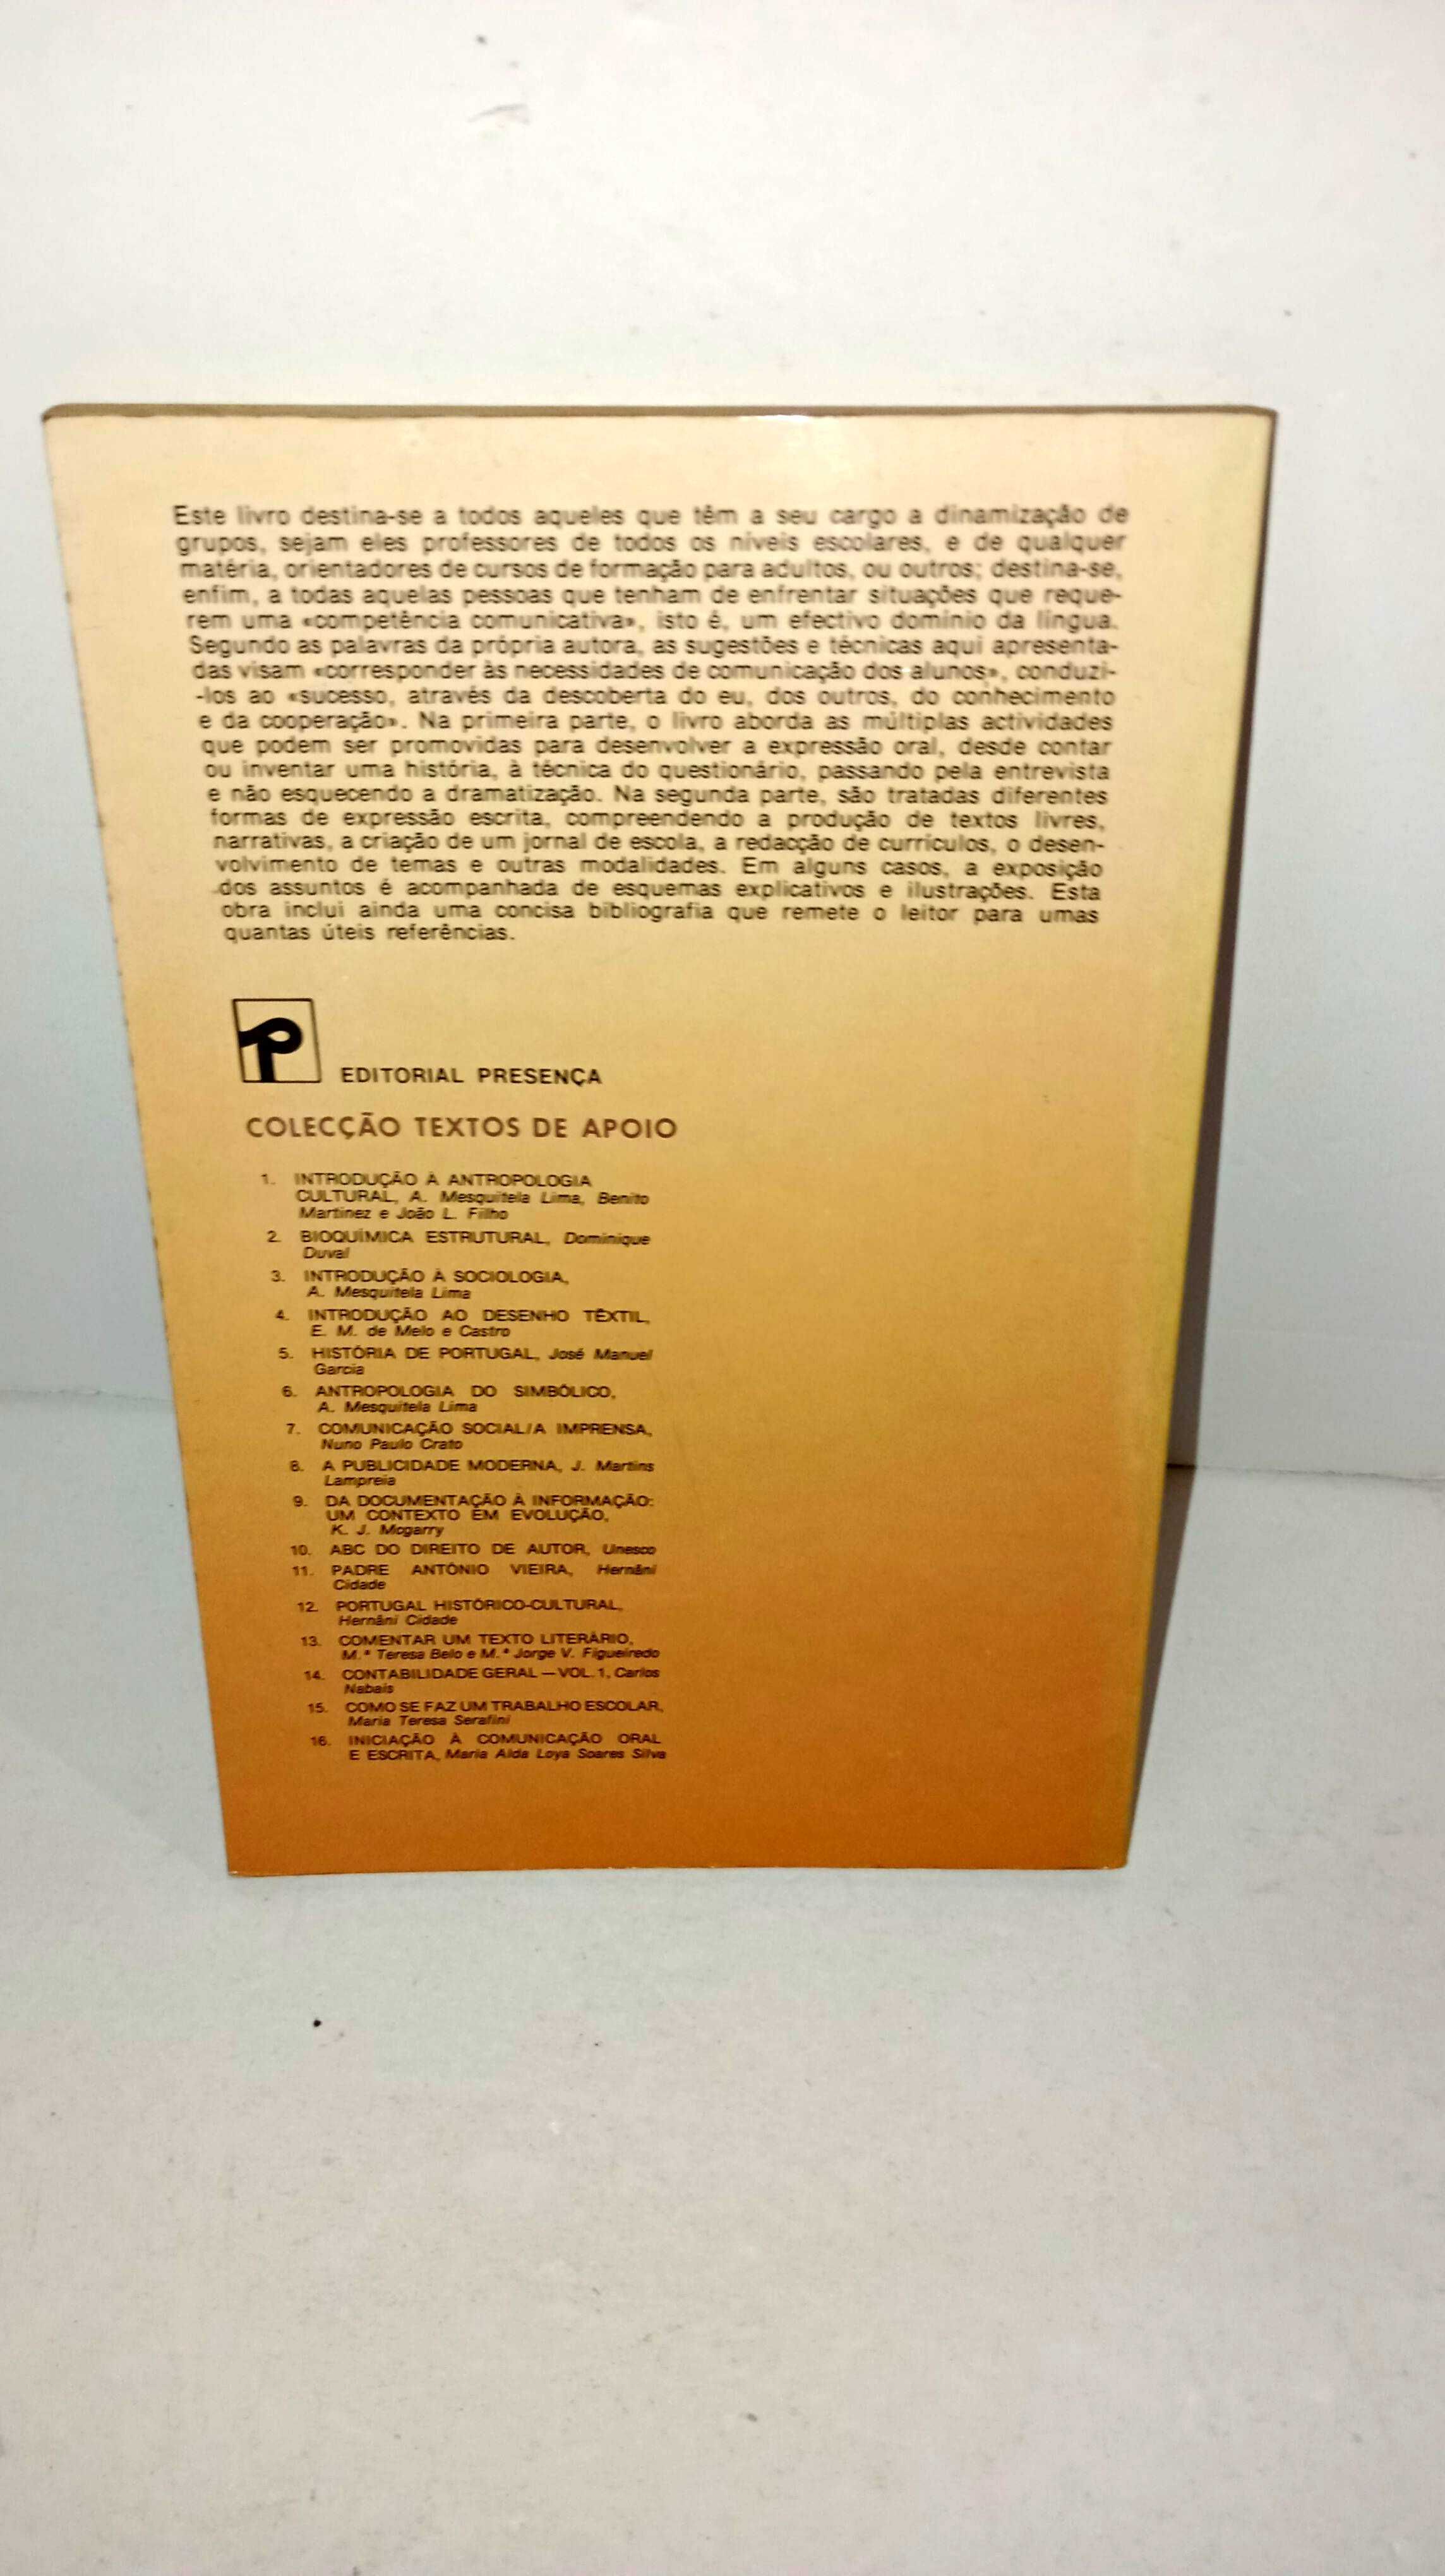 Este livro destina-se a todos aqueles que têm a seu cargo a dinamização de
grupos, sejam eles professores de todos os níveis escolares, e de qualquer
matéria, orientadores de cursos de formação para adultos, ou outros; destina-se,
enfim, a todas aquelas pessoas que tenham de enfrentar situações que reque-
rem uma «competência comunicativa», isto é, um efectivo domínio da língua.
Segundo as palavras da própria autora, as sugestões e técnicas aqui apresenta-
das visam «corresponder às necessidades de comunicação dos alunos», conduzi-
-los ao «sucesso, através da descoberta do eu, dos outros, do conhecimento
e da cooperação». Na primeira parte, o livro aborda as múltiplas actividades
que podem ser promovidas para desenvolver a expressão oral, desde contar
ou inventar uma história, à técnica do questionário, passando pela entrevista
e não esquecendo a dramatização. Na segunda parte, são tratadas diferentes
formas de expressão escrita, compreendendo a produção de textos livres,
narrativas, a criação de um jornal de escola, a redacção de currículos, o desen-
volvimento de temas e outras modalidades. Em alguns casos, a exposição
dos assuntos é acompanhada de esquemas explicativos e ilustrações. Esta
obra inclui ainda uma concisa bibliografia que remete o leitor para umas
quantas úteis referências.
EDITORIAL PRESENÇA
COLECÇÃO TEXTOS DE APOIO
1. INTRODUÇÃO À ANTROPOLOGIA
CULTURAL, A. Mesquitela Lima, Benito
Martinez e João L. Filho
2. BIOQUÍMICA ESTRUTURAL, Dominique
Duval
3. INTRODUÇÃO À SOCIOLOGIA,
A. Mesquitela Lima
4. INTRODUÇÃO AO DESENHO TÊXTIL,
E. M. de Melo e Castro
5. HISTÓRIA DE PORTUGAL, José Manuel
Garcia
6. ANTROPOLOGIA DO SIMBÓLICO,
A. Mesquitela Lima
7. COMUNICAÇÃO SOCIAL/A IMPRENSA,
Nuno Paulo Crato
8. A PUBLICIDADE MODERNA, J. Martins
Lampreia
9. DA DOCUMENTAÇÃO À INFORMAÇÃO:
UM CONTEXTO EM EVOLUÇÃO,
K. J. Mcgarry
10. ABC DO DIREITO DE AUTOR, Unesco
11. PADRE ANTÓNIO VIEIRA, Hernâni
Cidade
12. PORTUGAL HISTÓRICO-CULTURAL,
Hernâni Cidade
13. COMENTAR UM TEXTO LITERÁRIO,
M.ª Teresa Belo e M.ª Jorge V. Figueiredo
14. CONTABILIDADE GERAL — VOL. 1, Carlos
Nabais
15. COMO SE FAZ UM TRABALHO ESCOLAR,
Maria Teresa Serafini
16. INICIAÇÃO À COMUNICAÇÃO ORAL
E ESCRITA, Maria Alda Loya Soares Silva